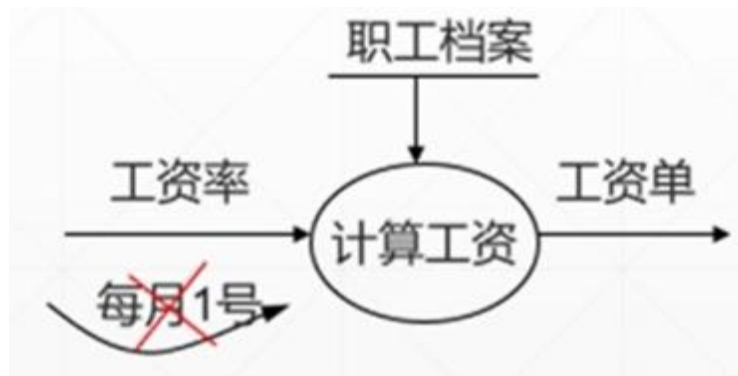 职工档案
工资率
工资单
计算工资
每月1号